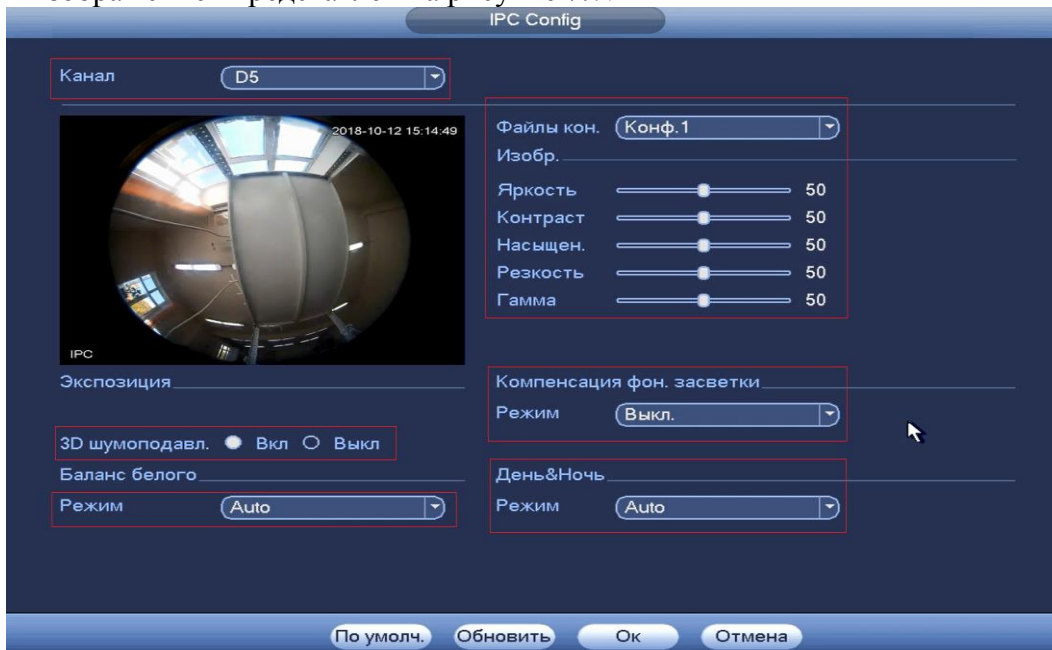 IPC Config
Канал D5
2018-10-12 15:14:49
IPC
Файлы кон. Конф.1
Изобр.
Яркость 50
Контраст 50
Насыщен. 50
Резкость 50
Гамма 50
Экспозиция
3D шумоподавл. Вкл Выкл
Баланс белого
Режим Auto
Компенсация фон. засветки
Режим Выкл.
День&Ночь
Режим Auto
По умолч. Обновить Ок Отмена